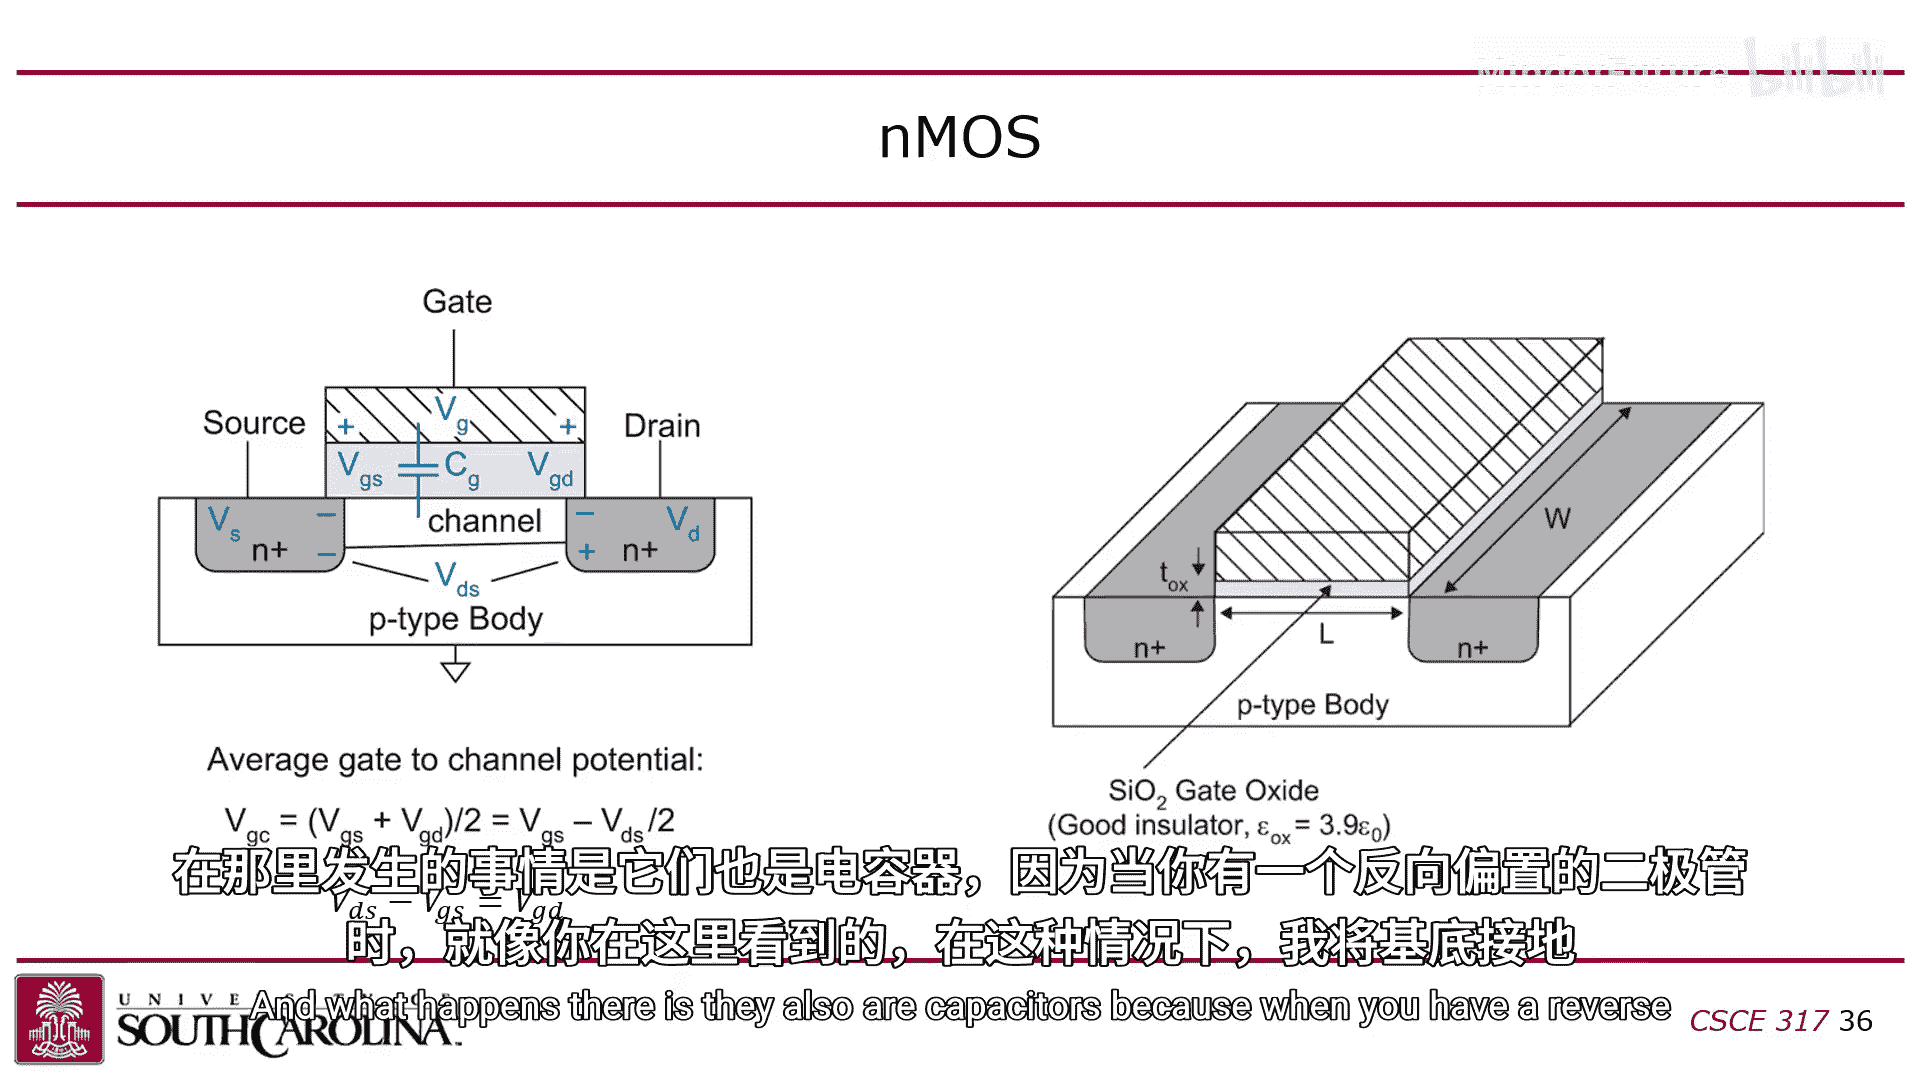 bilibili
nMOS
Gate
Source
Drain
Vg
+ +
Vgs Cg Vgd
Vs – channel – Vd
n+ – + n+
Vds
p-type Body
Average gate to channel potential:
Vgc = (Vgs + Vgd)/2 = Vgs – Vds/2
Vds – Vgs = Vgd
W
tox
L
n+ n+
p-type Body
SiO2 Gate Oxide
(Good insulator, εox = 3.9ε0)
在那里发生的事情是它们也是电容器，因为当你有一个反向偏置的二极管
时，就像你在这里看到的，在这种情况下，我将基底接地
And what happens there is they also are capacitors because when you have a reverse
SOUTH CAROLINA
CSCE 317 36